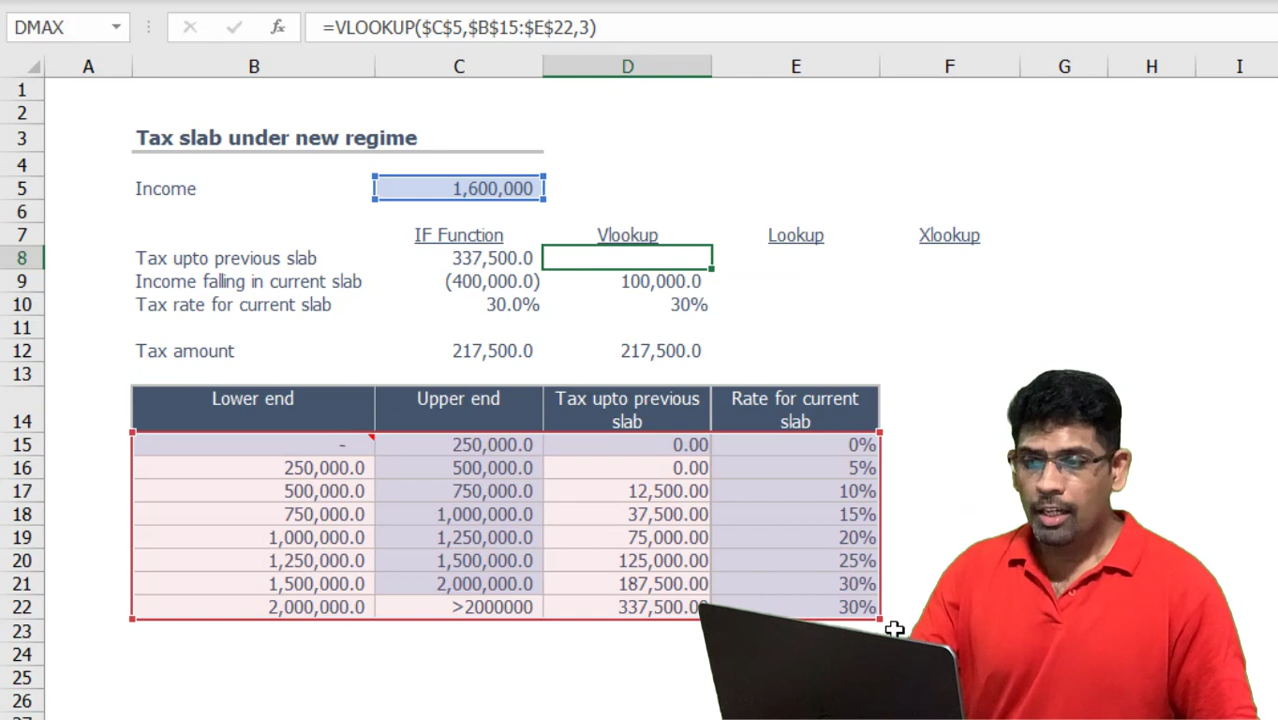 DMAX fx =VLOOKUP($C$5,$B$15:$E$22,3)
A B C D E F G H I
1
2
3 Tax slab under new regime
4
5 Income 1,600,000
6
7 IF Function Vlookup Lookup Xlookup
8 Tax upto previous slab 337,500.0
9 Income falling in current slab (400,000.0) 100,000.0
10 Tax rate for current slab 30.0% 30%
11
12 Tax amount 217,500.0 217,500.0
13
14 Lower end Upper end Tax upto previous slab Rate for current slab
15 - 250,000.0 0.00 0%
16 250,000.0 500,000.0 0.00 5%
17 500,000.0 750,000.0 12,500.00 10%
18 750,000.0 1,000,000.0 37,500.00 15%
19 1,000,000.0 1,250,000.0 75,000.00 20%
20 1,250,000.0 1,500,000.0 125,000.00 25%
21 1,500,000.0 2,000,000.0 187,500.00 30%
22 2,000,000.0 >2000000 337,500.00 30%
23
24
25
26